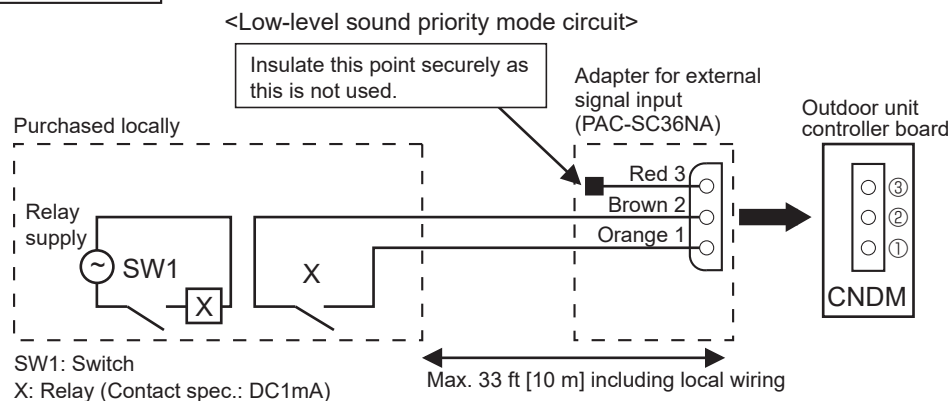 <Low-level sound priority mode circuit>
Insulate this point securely as
this is not used.
Adapter for external
signal input
(PAC-SC36NA)
Outdoor unit
controller board
Purchased locally
Red 3
Brown 2
Orange 1
③
②
①
CNDM
Relay
supply
~
SW1
X
X
SW1: Switch
X: Relay (Contact spec.: DC1mA)
Max. 33 ft [10 m] including local wiring